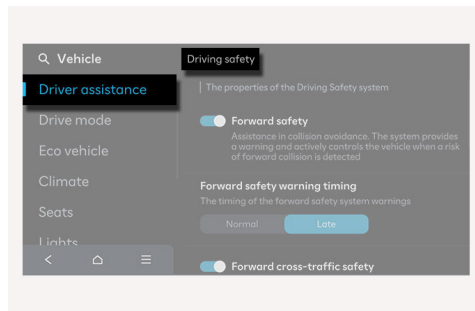 Vehicle
Driver assistance
Drive mode
Eco vehicle
Climate
Seats
Lights
Driving safety
The properties of the Driving Safety system
Forward safety
Assistance in collision avoidance. The system provides
a warning and actively controls the vehicle when a risk
of forward collision is detected
Forward safety warning timing
The timing of the forward safety system warnings
Normal
Late
Forward cross-traffic safety